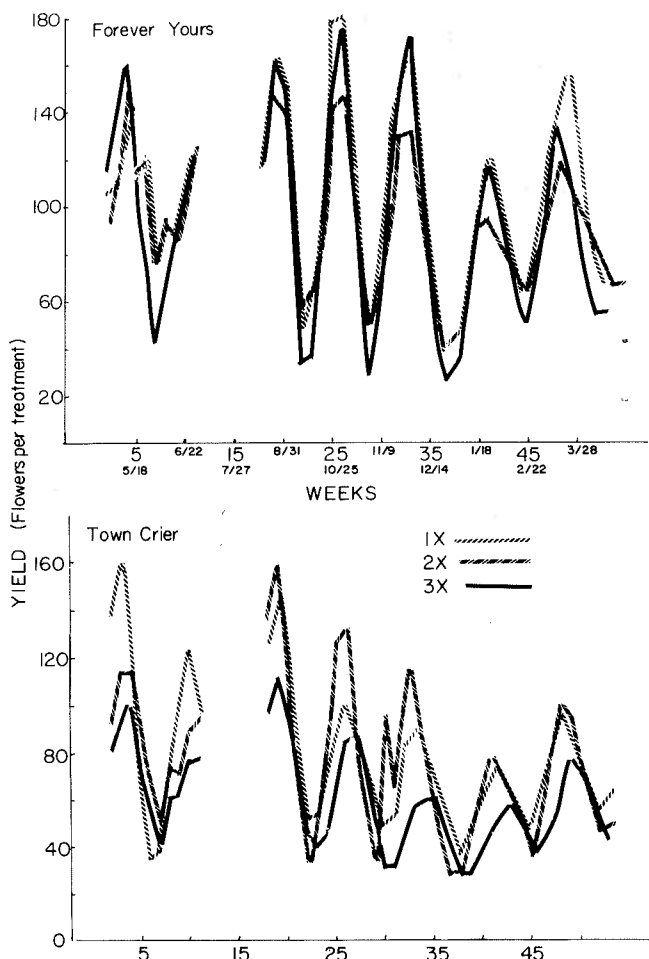 Forever Yours
180
140
100
60
20
5 15 25 35 45
5/18 6/22 7/27 8/31 10/25 11/9 12/14 1/18 2/22 3/28
WEEKS
YIELD (Flowers per treatment)
Town Crier
1X
2X
3X
160
120
80
40
0
5 15 25 35 45